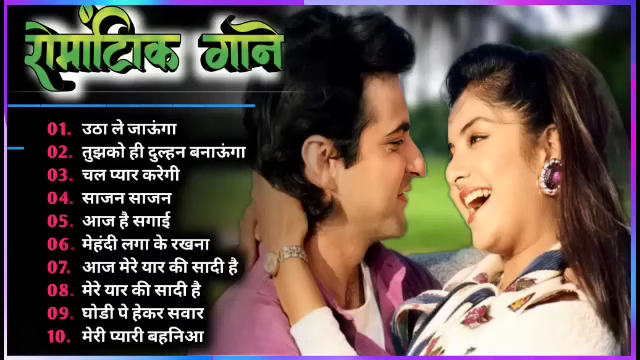 रोमांटिक गाने
01. उठा ले जाऊंगा
02. तुझको ही दुल्हन बनाऊंगा
03. चल प्यार करेगी
04. साजन साजन
05. आज है सगाई
06. मेहंदी लगा के रखना
07. आज मेरे यार की सादी है
08. मेरे यार की सादी है
09. घोडी पे हेकर सवार
10. मेरी प्यारी बहनिआ